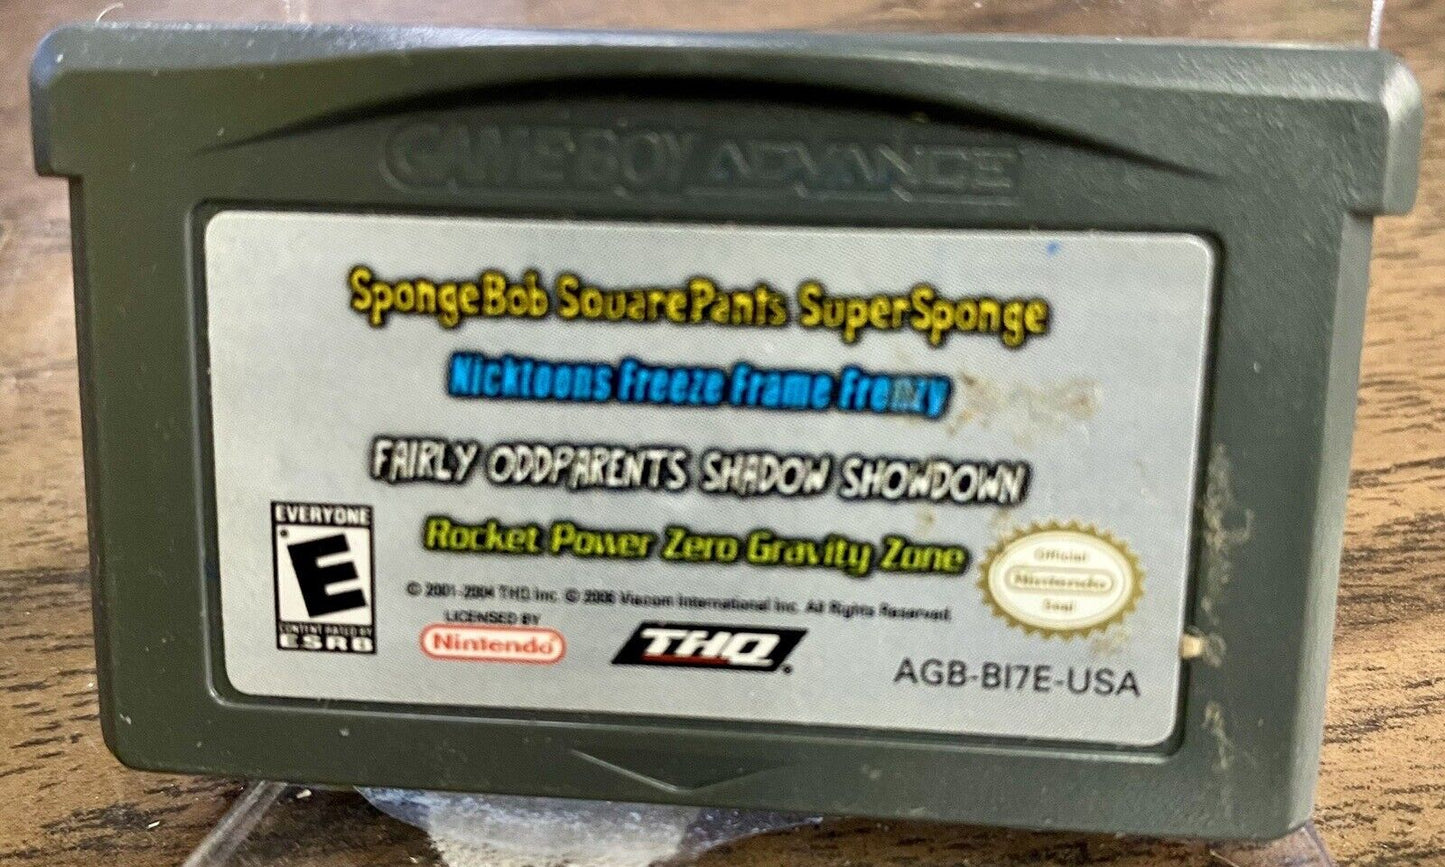 GAME BOY ADVANCE
SpongeBob SquarePants SuperSponge
Nicktoons Freeze Frame Frenzy
FAIRLY ODDPARENTS SHADOW SHOWDOWN
Rocket Power Zero Gravity Zone
© 2001-2004 THQ Inc. © 2006 Viacom International Inc. All Rights Reserved.
EVERYONE
E
CONTENT RATED BY
ESRB
LICENSED BY
Nintendo
THQ
Official
Nintendo
Seal
AGB-BI7E-USA